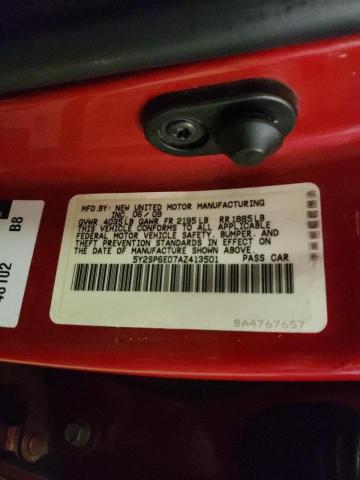 MFD.BY: NEW UNITED MOTOR MANUFACTURING
INC. 06/09
GVWR 4035LB GAWR FR 2195LB RR1885LB
THIS VEHICLE CONFORMS TO ALL APPLICABLE
FEDERAL MOTOR VEHICLE SAFETY, BUMPER, AND
THEFT PREVENTION STANDARDS IN EFFECT ON
THE DATE OF MANUFACTURE SHOWN ABOVE
5Y2SP6E07AZ413501 PASS CAR
BA4767657
B8